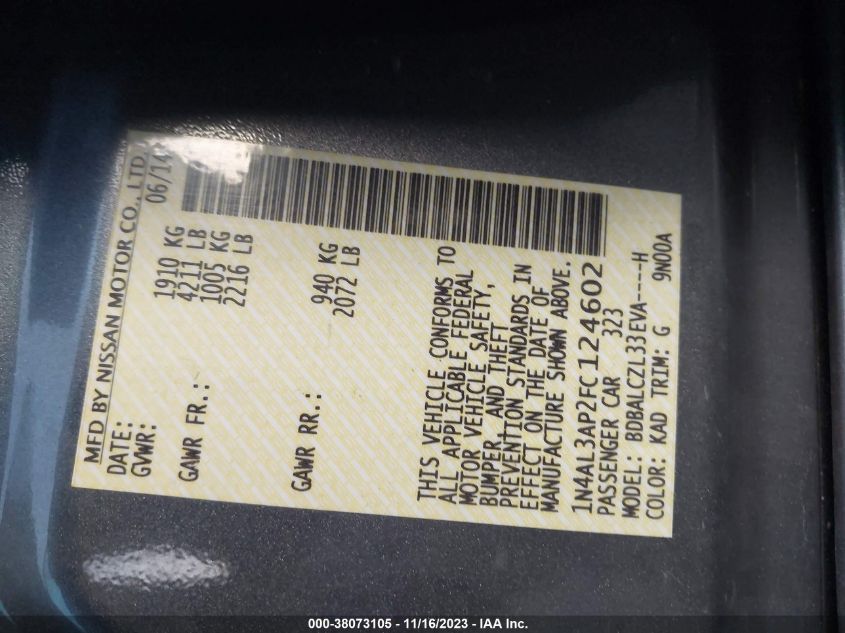 MFD BY NISSAN MOTOR CO., LTD
DATE: 06/14
GVWR: 1910 KG
4211 LB
GAWR FR.: 1005 KG
2216 LB
GAWR RR.: 940 KG
2072 LB
THIS VEHICLE CONFORMS TO
ALL APPLICABLE FEDERAL
MOTOR VEHICLE SAFETY,
BUMPER, AND THEFT
PREVENTION STANDARDS IN
EFFECT ON THE DATE OF
MANUFACTURE SHOWN ABOVE.
1N4AL3AP2FC124602
PASSENGER CAR 323
MODEL: BDBALCZL33EVA----H
COLOR: KAD TRIM: G 9N00A
000-38073105 - 11/16/2023 - IAA Inc.